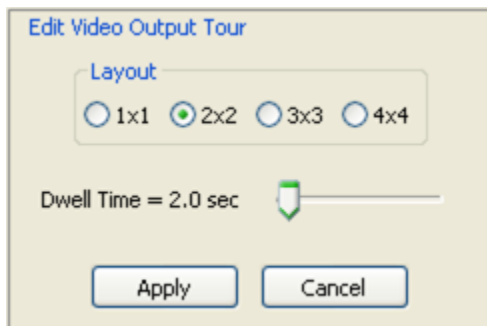 Edit Video Output Tour
Layout
1x1 2x2 3x3 4x4
Dwell Time = 2.0 sec
Apply Cancel